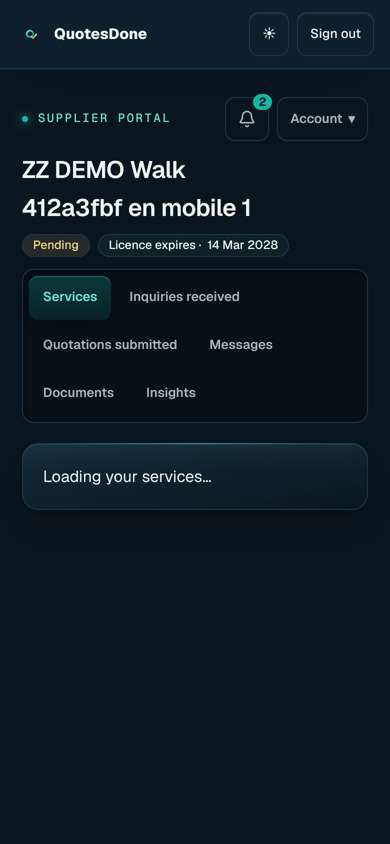 QuotesDone
☀ Sign out
SUPPLIER PORTAL
2
Account ▾
ZZ DEMO Walk
412a3fbf en mobile 1
Pending
Licence expires · 14 Mar 2028
Services Inquiries received
Quotations submitted Messages
Documents Insights
Loading your services…